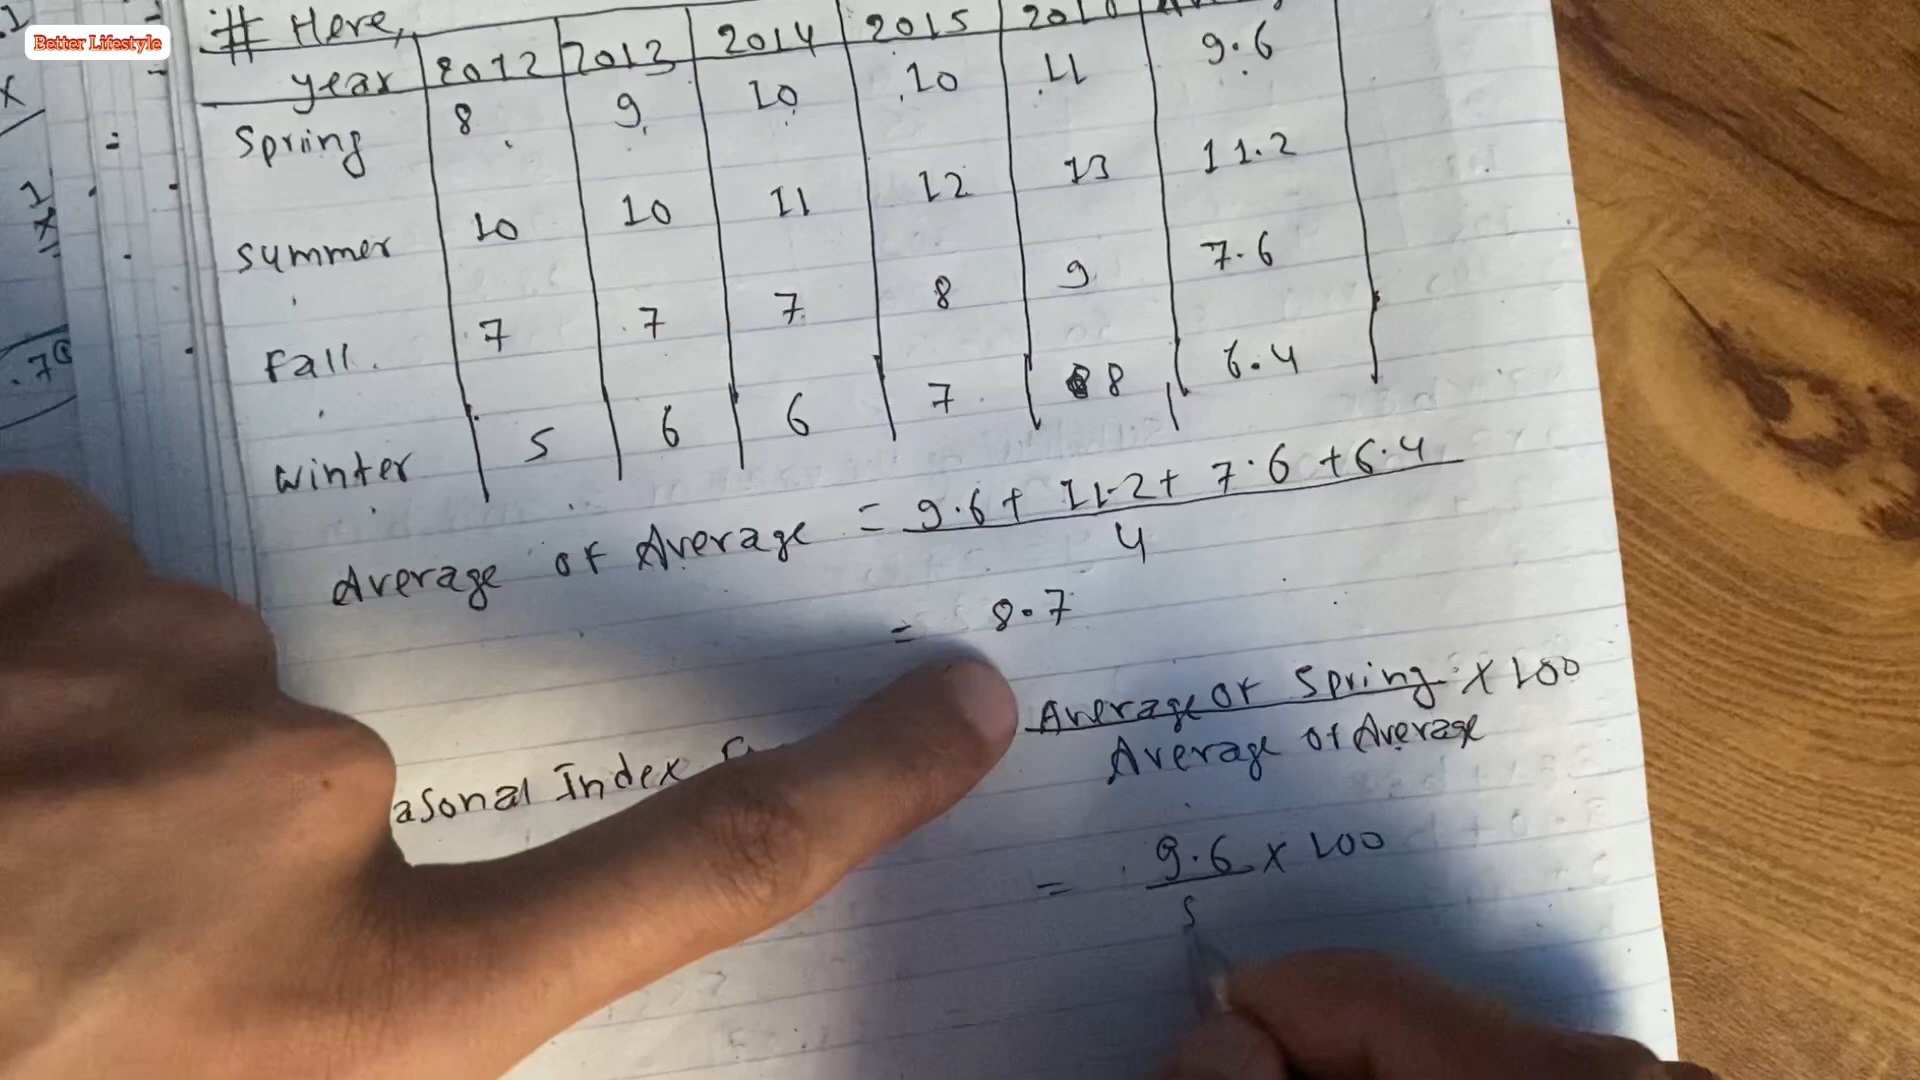 Better Lifestyle
# Here,
year 2012 2013 2014 2015
Spring 8 9 10 10 11 9.6
Summer 10 10 11 12 13 11.2
Fall. 7 7 7 8 9 7.6
Winter 5 6 6 7 8 6.4
Average of Average = 9.6 + 11.2 + 7.6 + 6.4
4
= 8.7
asonal Index
Average of Spring × 100
Average of Average
= 9.6 × 100